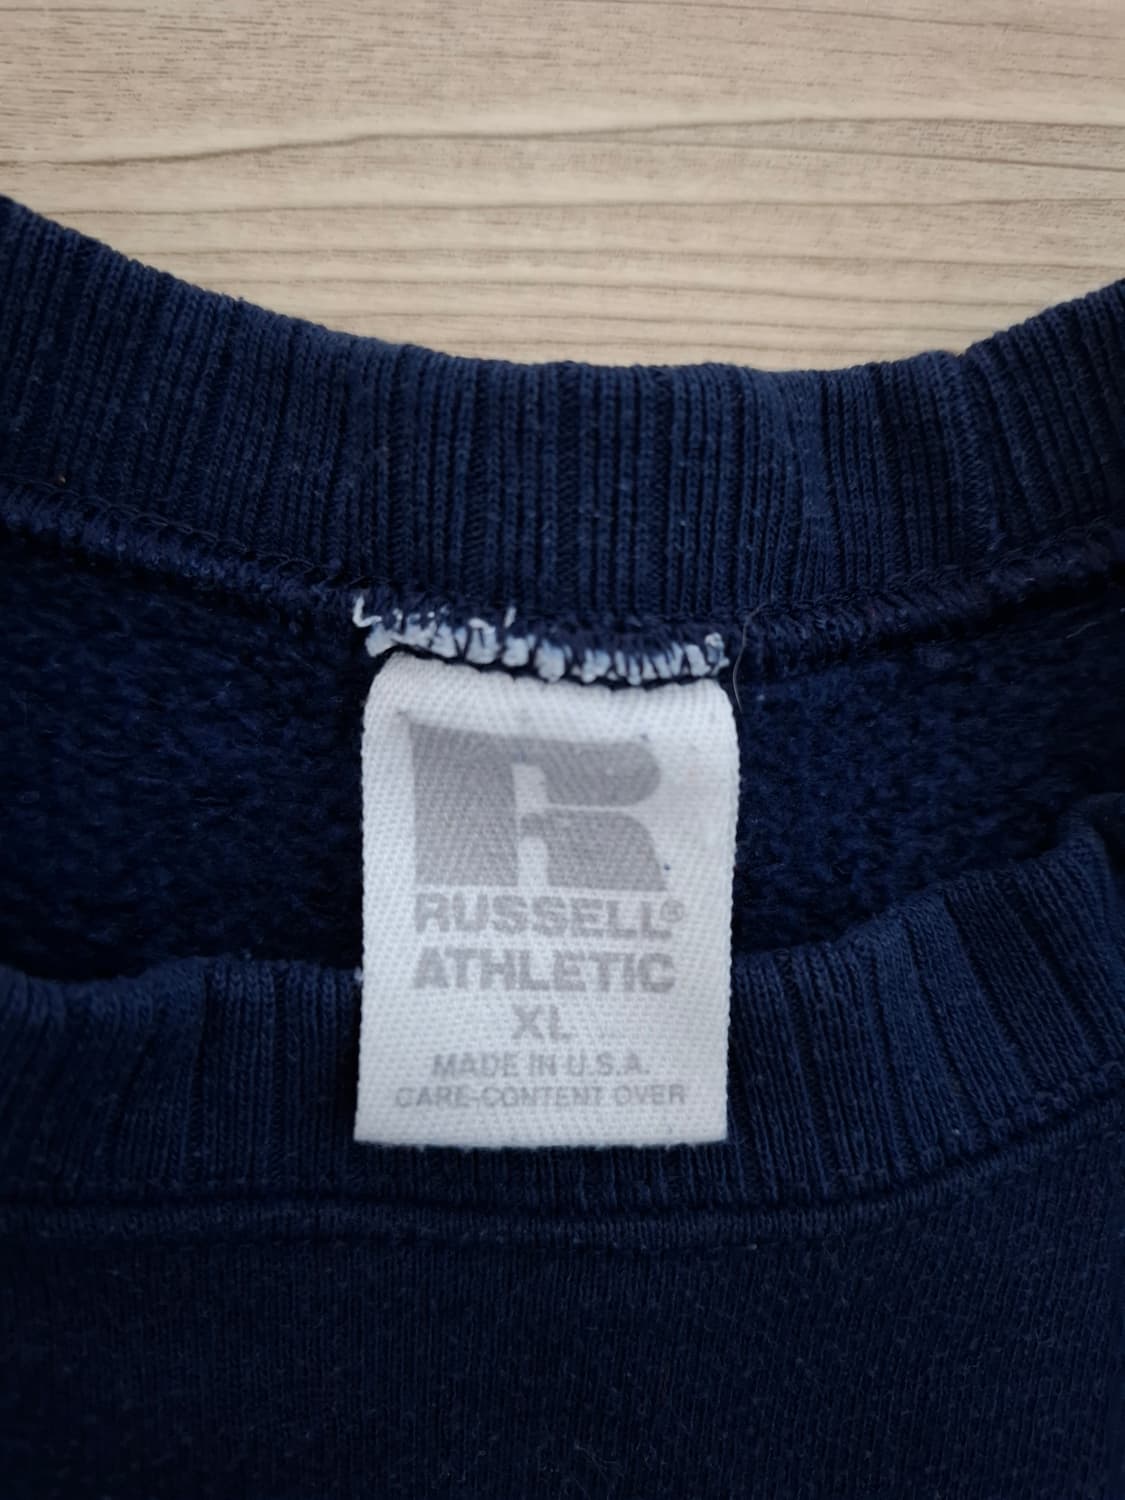 R
RUSSELL®
ATHLETIC
XL
MADE IN U.S.A.
CARE-CONTENT OVER